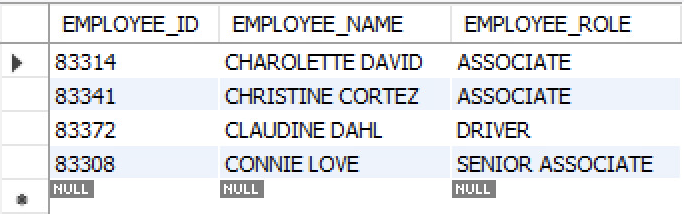 EMPLOYEE_ID EMPLOYEE_NAME EMPLOYEE_ROLE
83314 CHAROLETTE DAVID ASSOCIATE
83341 CHRISTINE CORTEZ ASSOCIATE
83372 CLAUDINE DAHL DRIVER
83308 CONNIE LOVE SENIOR ASSOCIATE
NULL NULL NULL